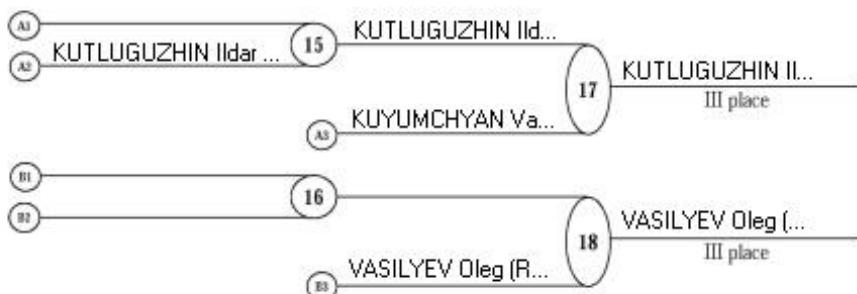 A1
KUTLUGUZHIN Ildar ...
A2
15
KUTLUGUZHIN Ild...
17
KUTLUGUZHIN Il...
III place
KUYUMCHYAN Va...
A3
B1
16
B2
18
VASILYEV Oleg (...
III place
VASILYEV Oleg (R...
B3